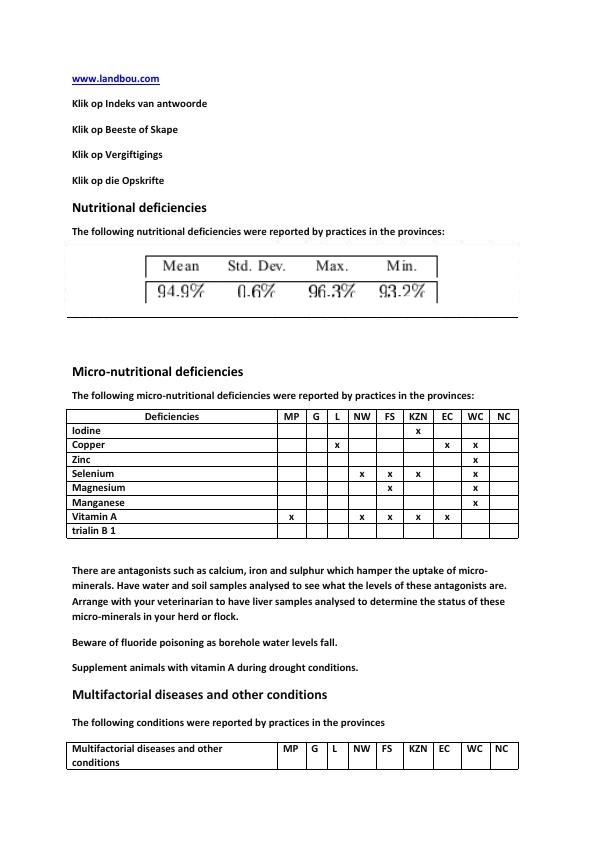 www.landbou.com
Klik op Indeks van antwoorde
Klik op Beeste of Skape
Klik op Vergiftigings
Klik op die Opskrifte
Nutritional deficiencies
The following nutritional deficiencies were reported by practices in the provinces:
Mean Std. Dev. Max. Min.
94.9% 0.6% 96.3% 93.2%
Micro-nutritional deficiencies
The following micro-nutritional deficiencies were reported by practices in the provinces:
Deficiencies MP G L NW FS KZN EC WC NC
Iodine x
Copper x x x
Zinc x
Selenium x x x x
Magnesium x x
Manganese x
Vitamin A x x x x x
trialin B 1
There are antagonists such as calcium, iron and sulphur which hamper the uptake of micro-
minerals. Have water and soil samples analysed to see what the levels of these antagonists are.
Arrange with your veterinarian to have liver samples analysed to determine the status of these
micro-minerals in your herd or flock.
Beware of fluoride poisoning as borehole water levels fall.
Supplement animals with vitamin A during drought conditions.
Multifactorial diseases and other conditions
The following conditions were reported by practices in the provinces
Multifactorial diseases and other MP G L NW FS KZN EC WC NC
conditions